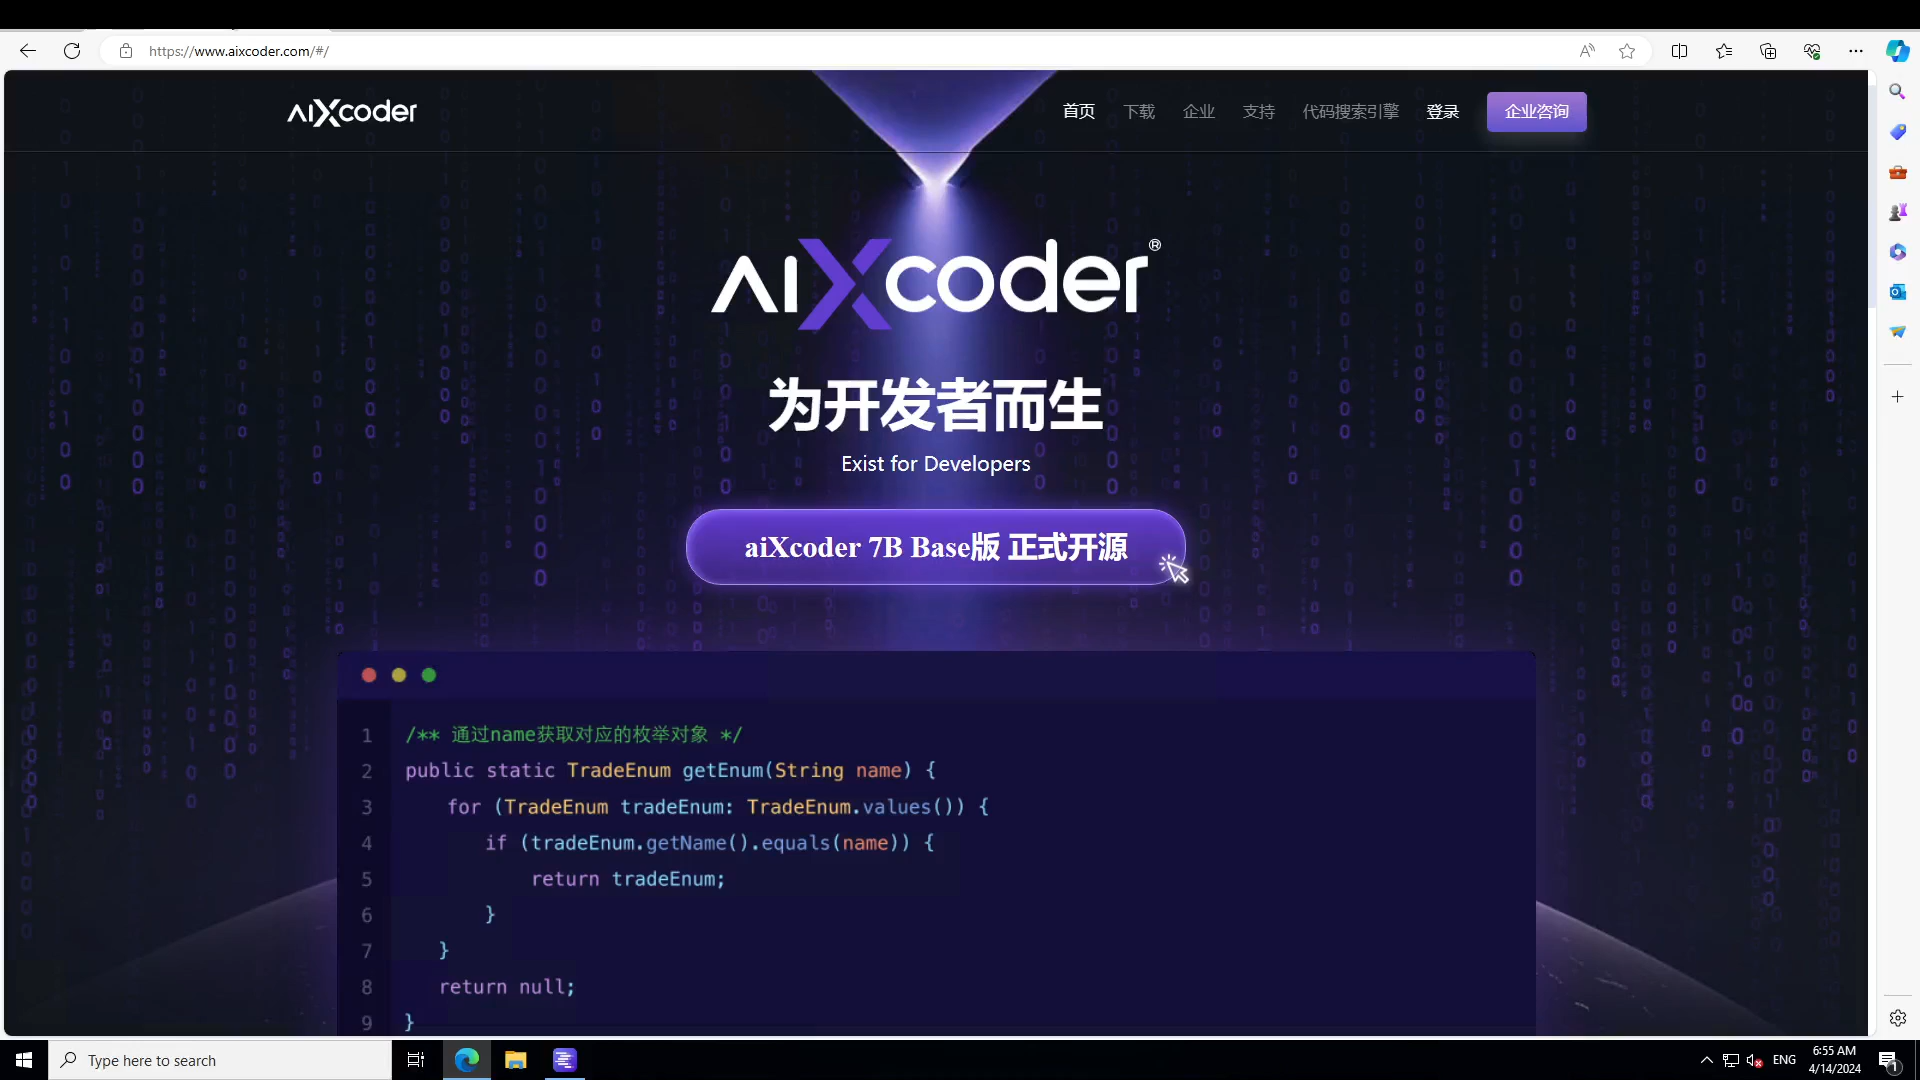 https://www.aixcoder.com/#/
aiXcoder
首页 下载 企业 支持 代码搜索引擎 登录 企业咨询
aiXcoder®
为开发者而生
Exist for Developers
aiXcoder 7B Base版 正式开源
1 /** 通过name获取对应的枚举对象 */
2 public static TradeEnum getEnum(String name) {
3 for (TradeEnum tradeEnum: TradeEnum.values()) {
4 if (tradeEnum.getName().equals(name)) {
5 return tradeEnum;
6 }
7 }
8 return null;
9 }
Type here to search
ENG
6:55 AM
4/14/2024
1